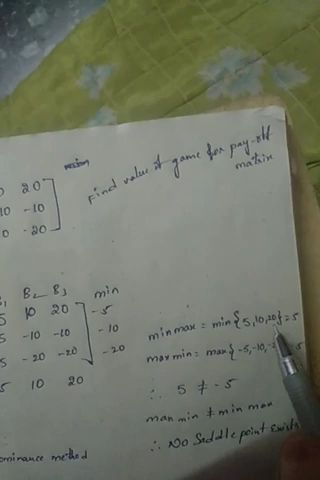 min
Find value of game for pay-off
matrix
0 20
10 -10
0 -20
B2 B3 min
5 10 20 -5
5 -10 -10 -10
5 -20 -20 -20
5 10 20
minmax = min{5,10,20} = 5
maxmin = max{-5,-10,-
∴ 5 ≠ -5
maxmin ≠ minmax
∴ No Saddle point Exists
ominance method